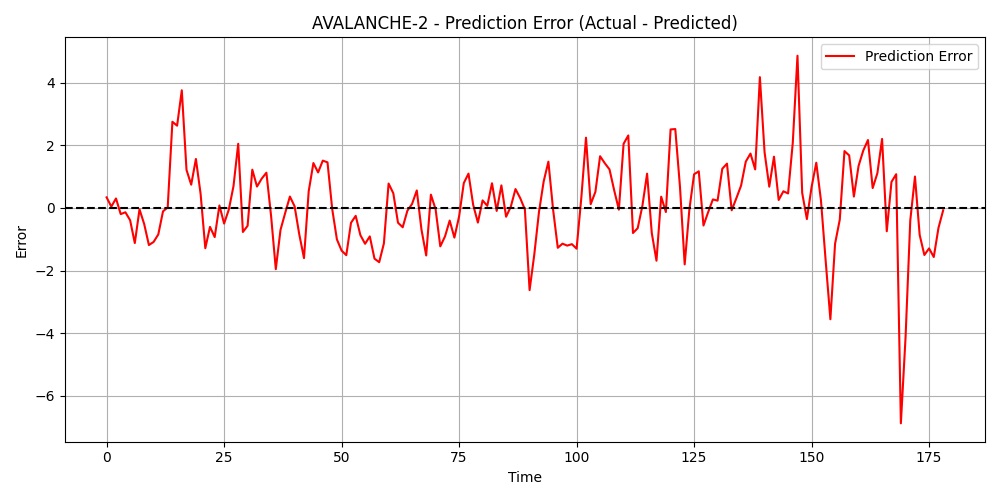 AVALANCHE-2 - Prediction Error (Actual - Predicted)
Prediction Error
Error
4
2
0
−2
−4
−6
0 25 50 75 100 125 150 175
Time